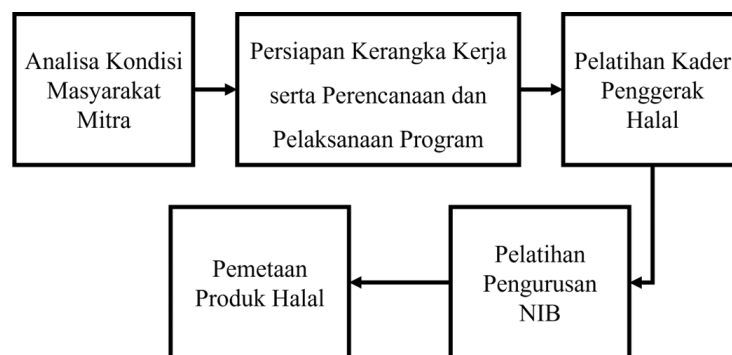 Analisa Kondisi
Masyarakat
Mitra
Persiapan Kerangka Kerja
serta Perencanaan dan
Pelaksanaan Program
Pelatihan Kader
Penggerak
Halal
Pelatihan
Pengurusan
NIB
Pemetaan
Produk Halal